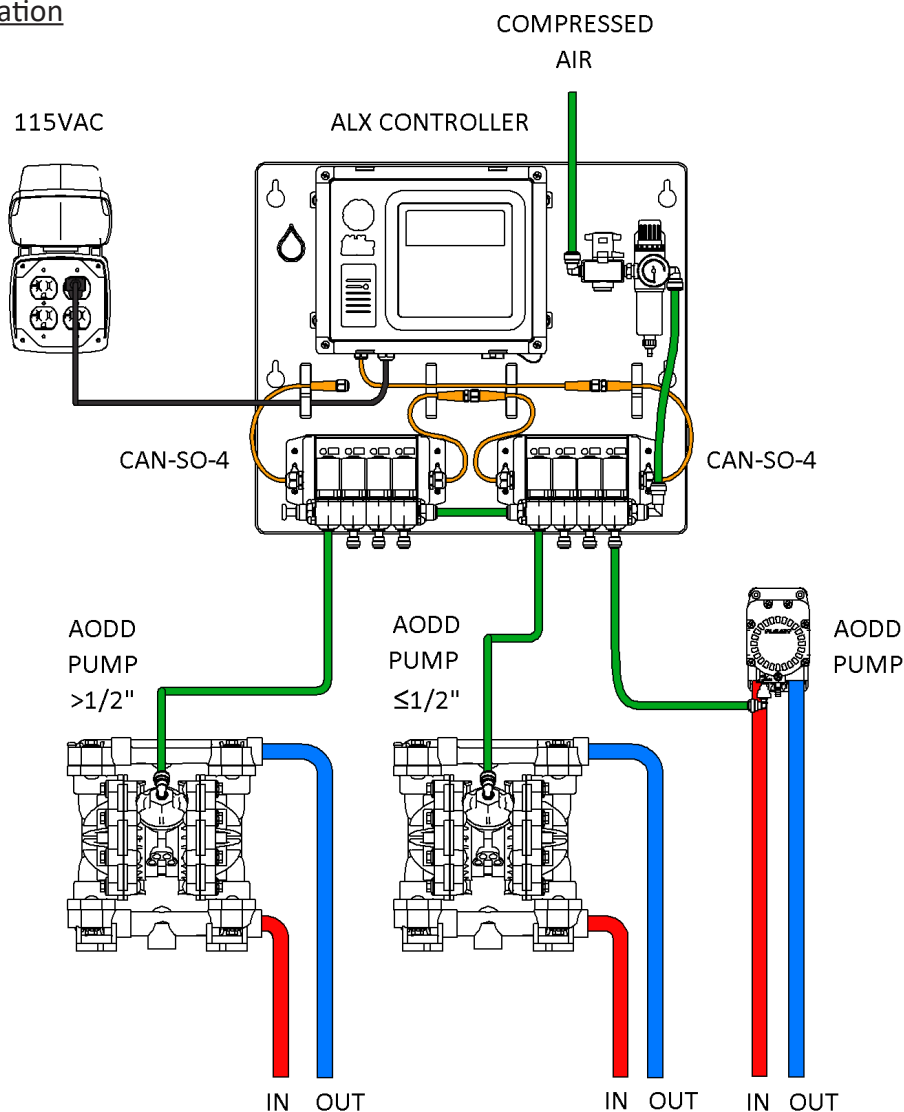 ation
COMPRESSED
AIR
115VAC
ALX CONTROLLER
CAN-SO-4
CAN-SO-4
AODD
PUMP
>1/2"
AODD
PUMP
≤1/2"
AODD
PUMP
IN OUT
IN OUT
IN OUT